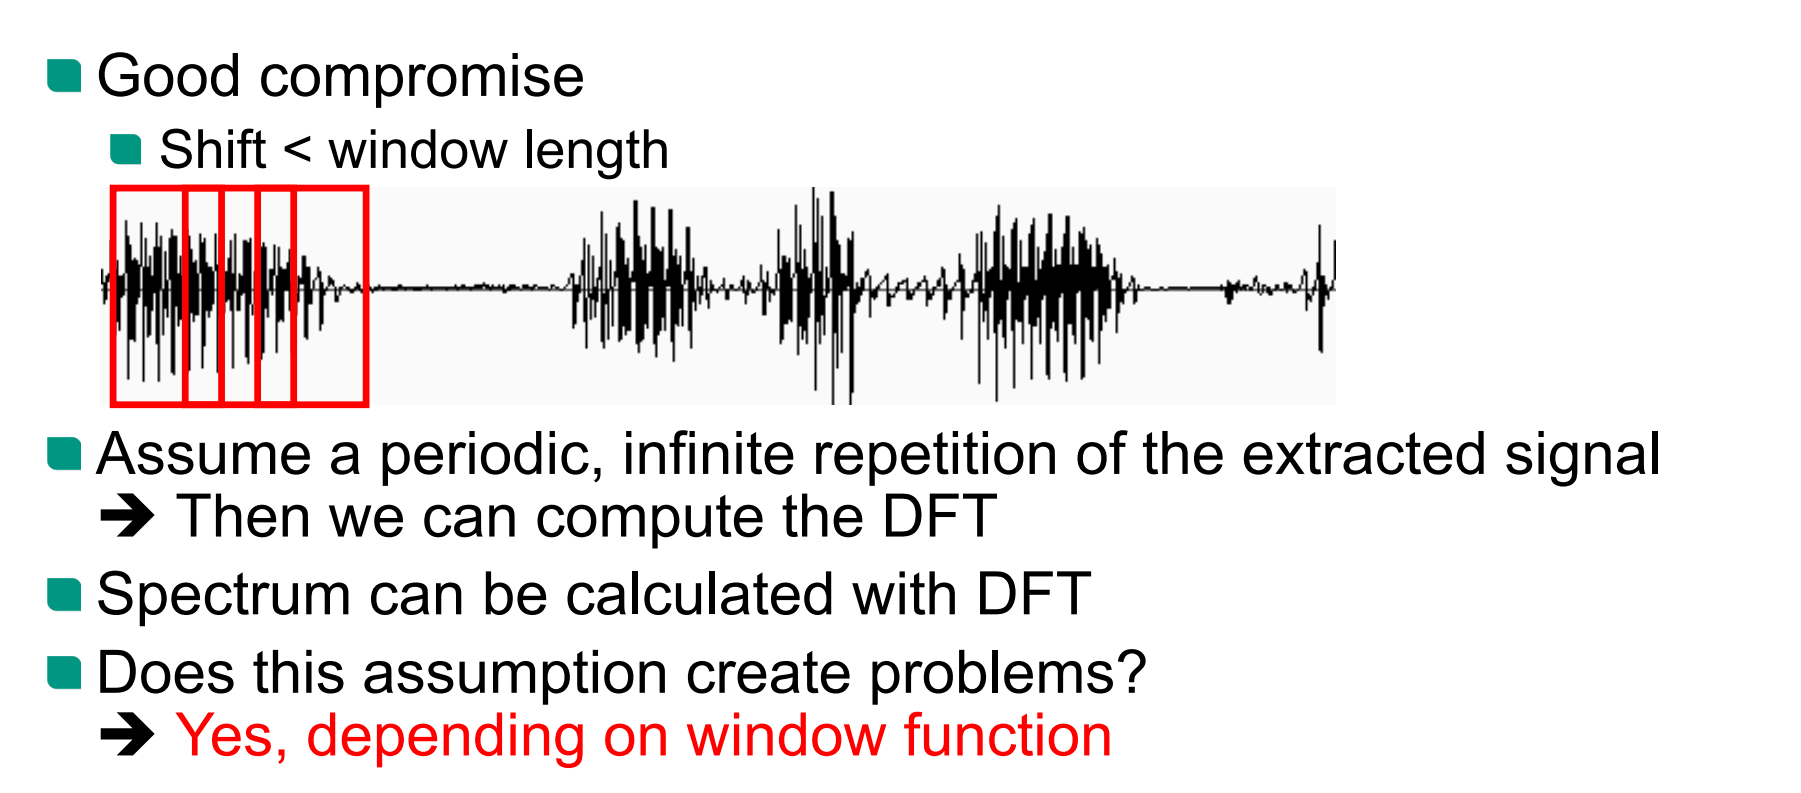 Good compromise
Shift < window length
Assume a periodic, infinite repetition of the extracted signal
➔ Then we can compute the DFT
Spectrum can be calculated with DFT
Does this assumption create problems?
➔ Yes, depending on window function